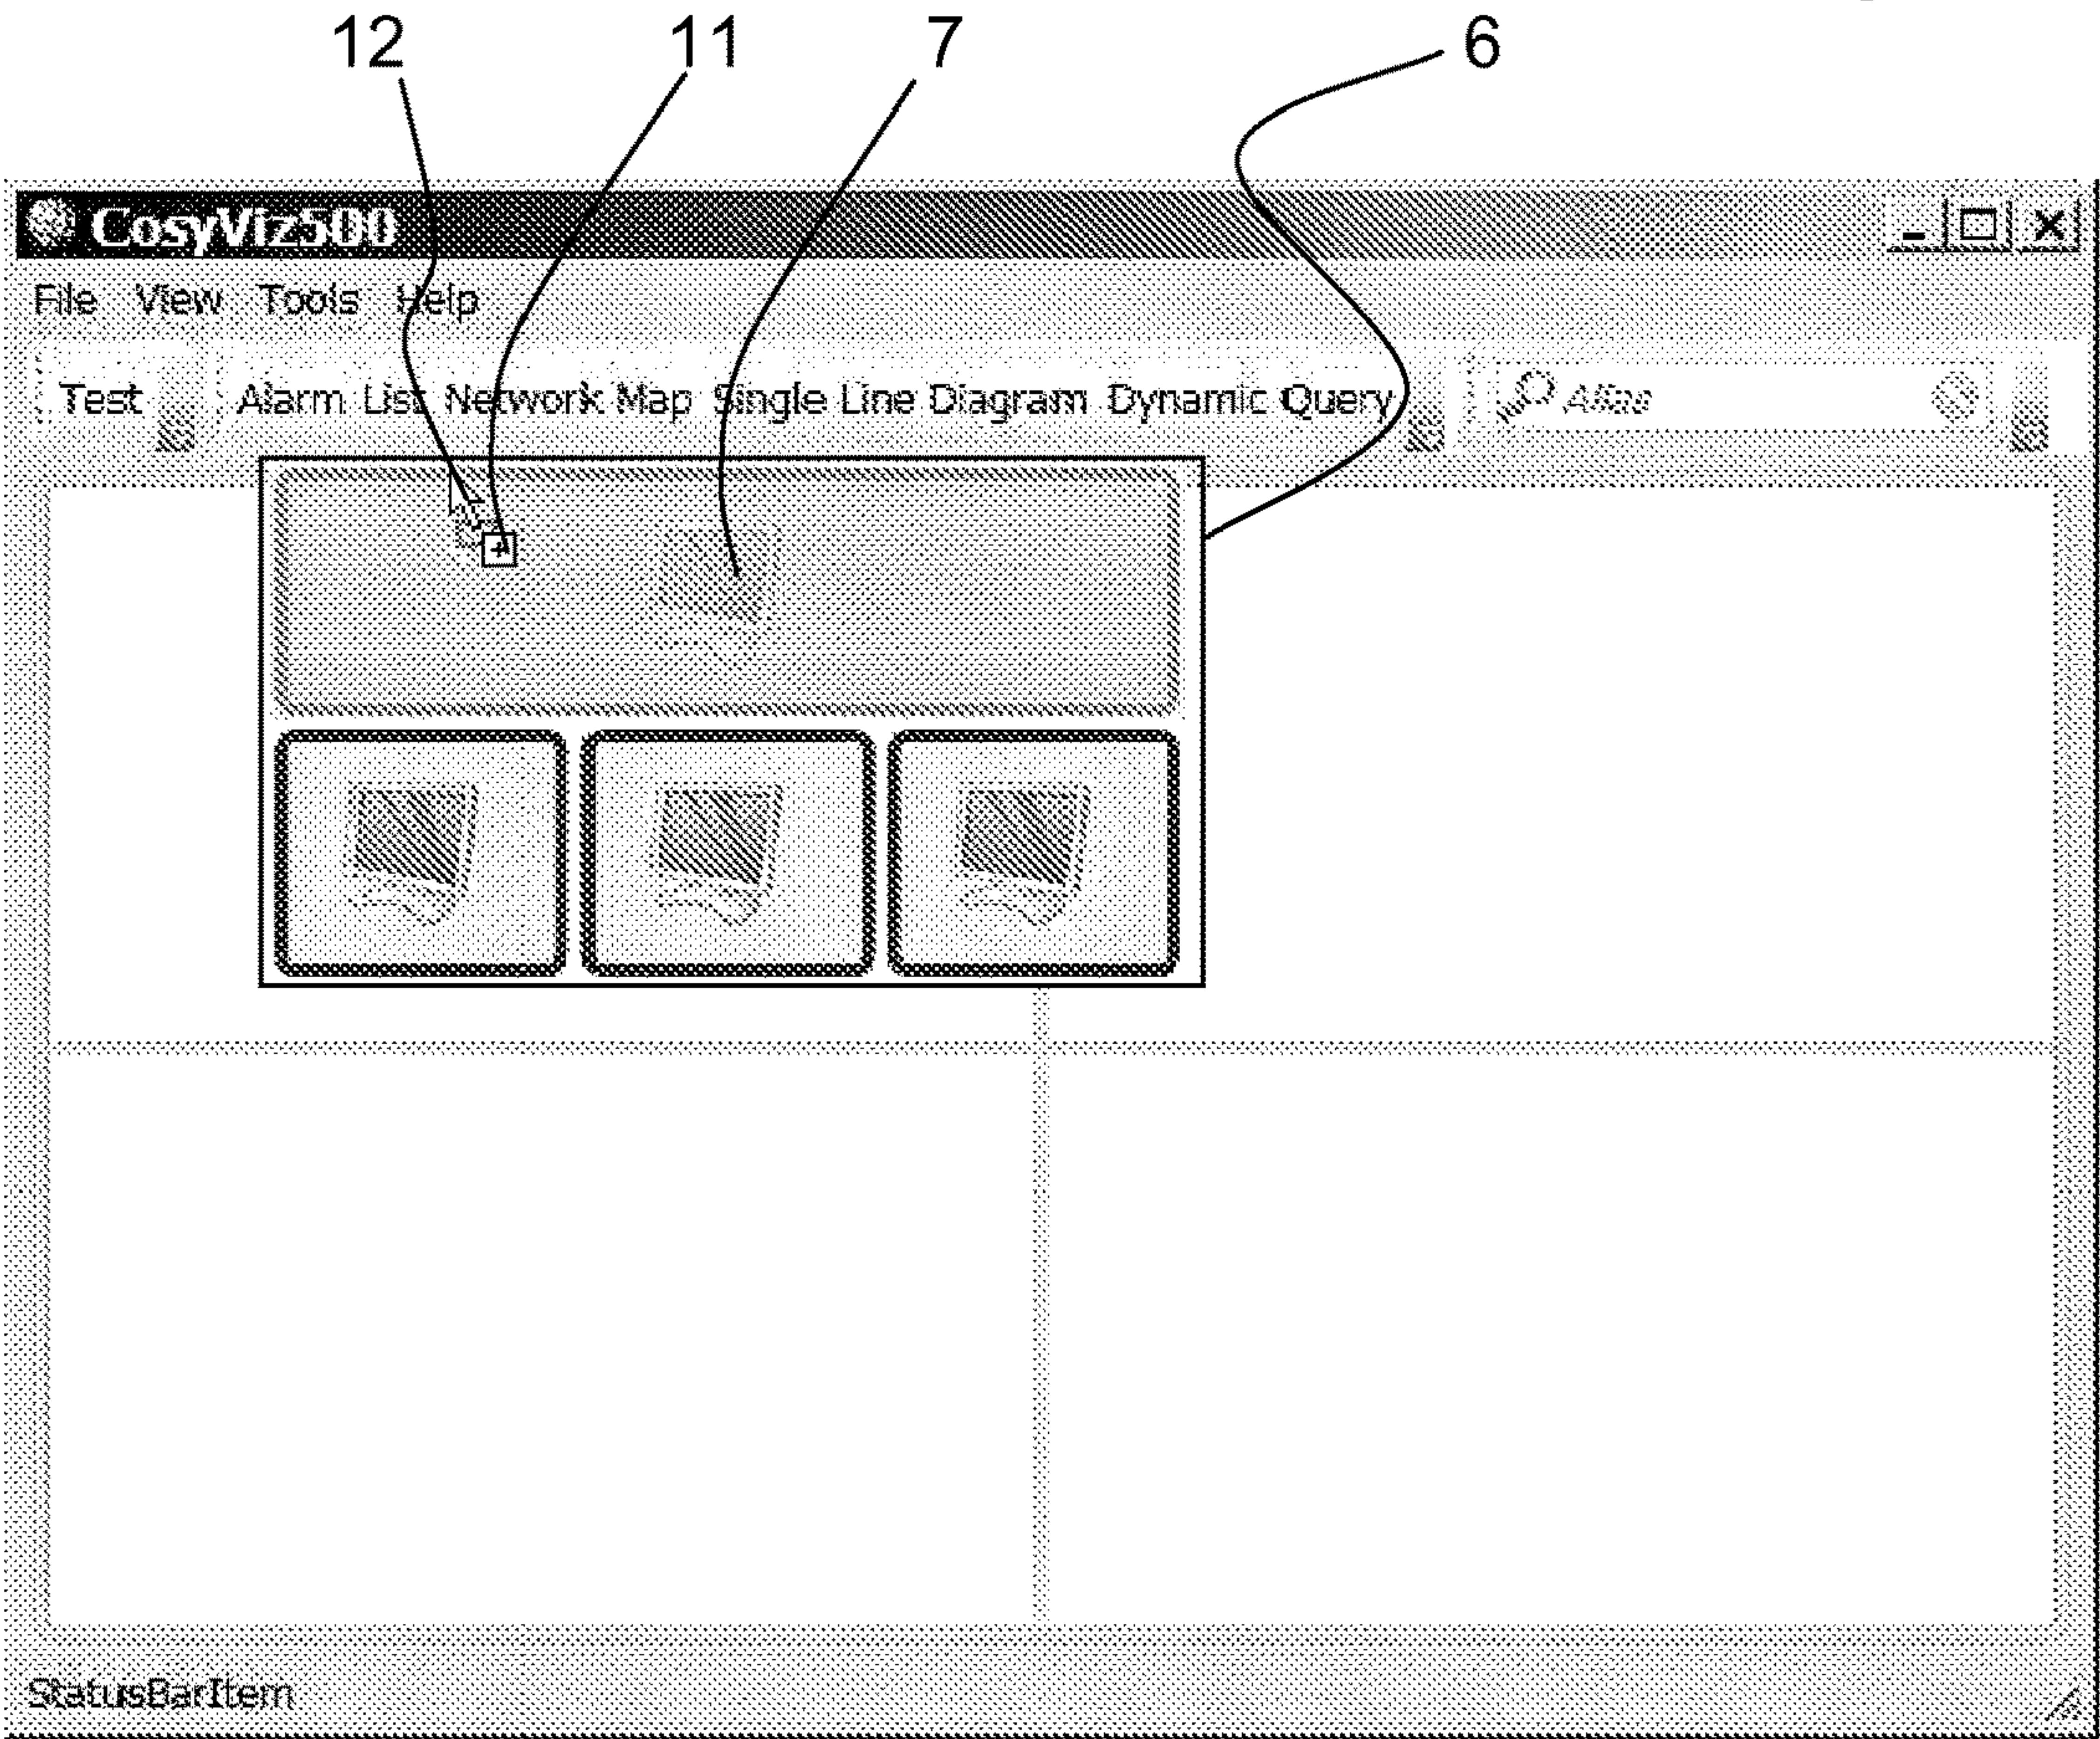 12 11 7 6
CosyViz500
File View Tools Help
Test Alarm List Network Map Single Line Diagram Dynamic Query Alias
StatusBarItem